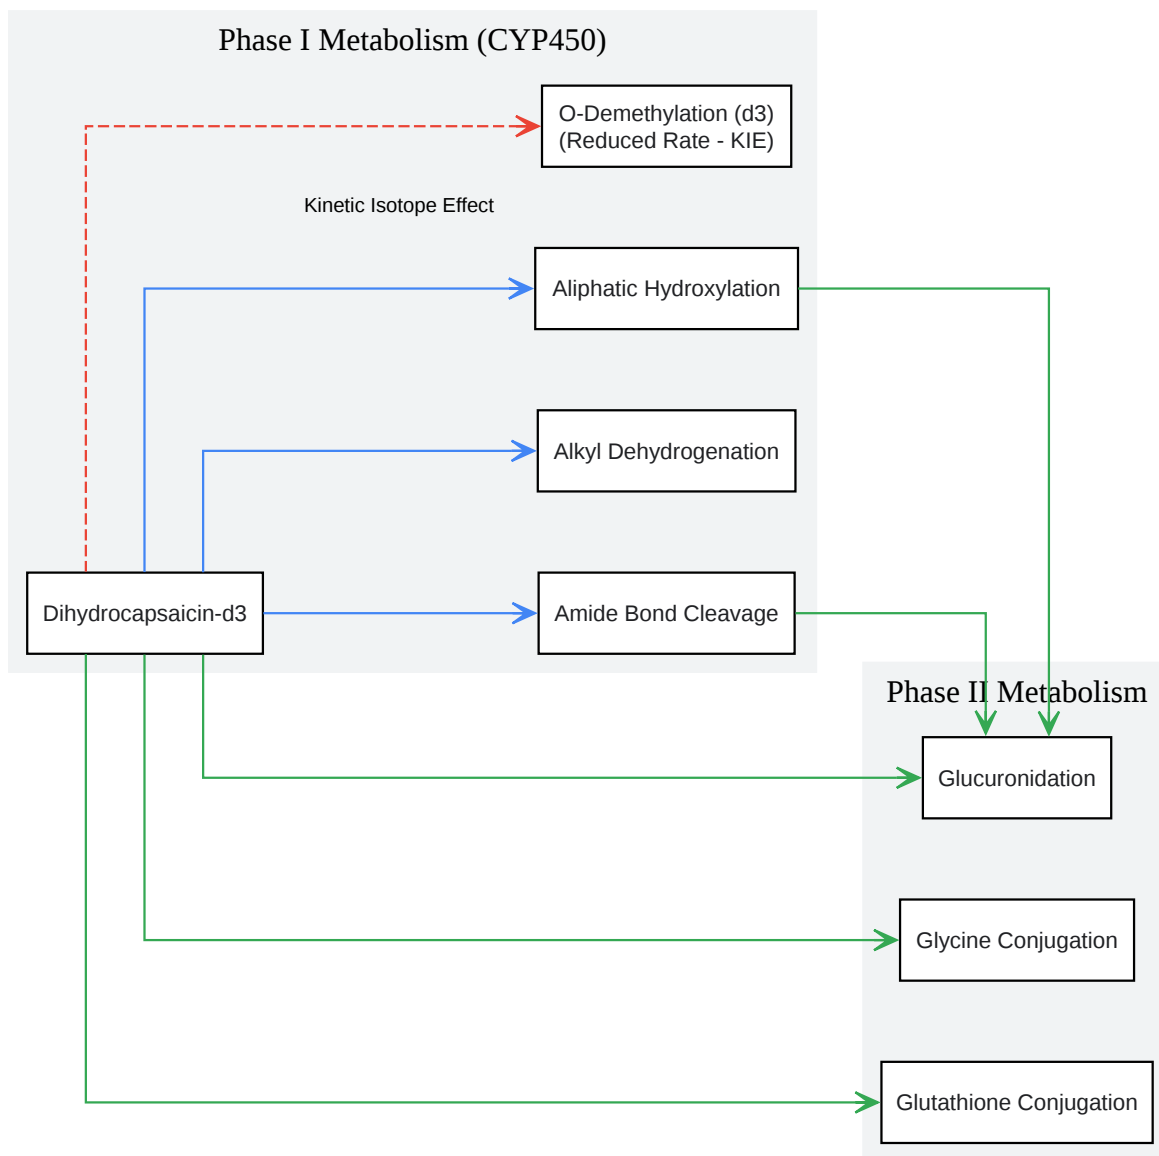 Phase I Metabolism (CYP450)
O-Demethylation (d3)
(Reduced Rate - KIE)
Kinetic Isotope Effect
Aliphatic Hydroxylation
Alkyl Dehydrogenation
Dihydrocapsaicin-d3
Amide Bond Cleavage
Phase II Metabolism
Glucuronidation
Glycine Conjugation
Glutathione Conjugation